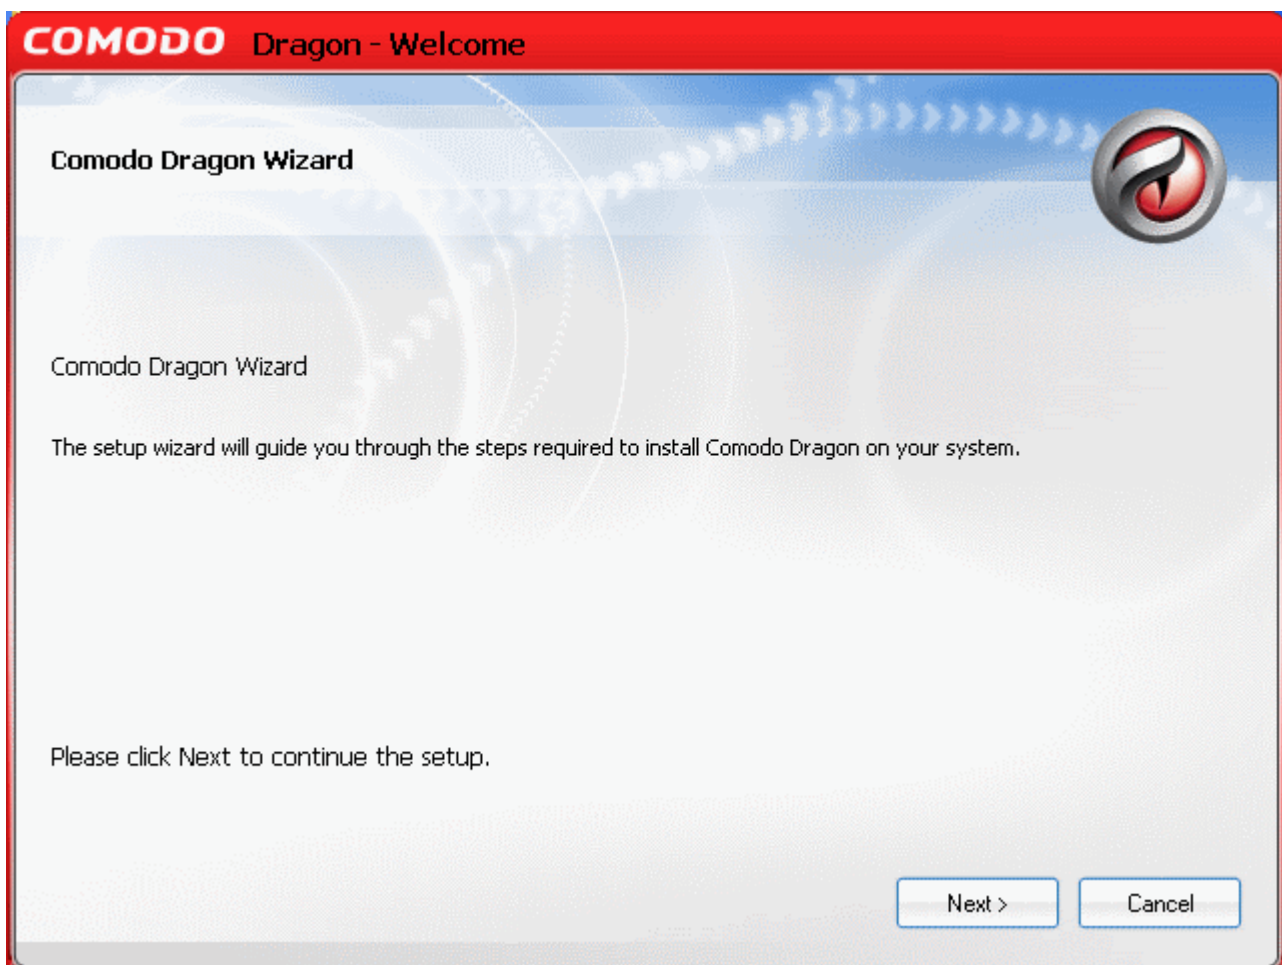 COMODO Dragon - Welcome
Comodo Dragon Wizard
Comodo Dragon Wizard
The setup wizard will guide you through the steps required to install Comodo Dragon on your system.
Please click Next to continue the setup.
Next > Cancel